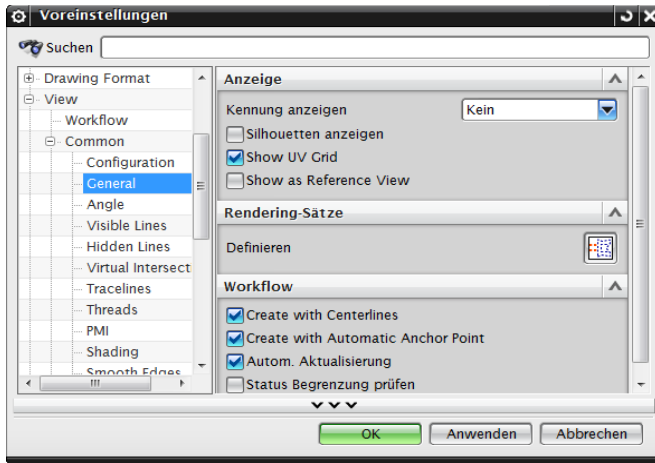 Voreinstellungen
Suchen
Drawing Format
View
Workflow
Common
Configuration
General
Angle
Visible Lines
Hidden Lines
Virtual Intersect
Tracelines
Threads
PMI
Shading
Smooth Edges
Anzeige
Kennung anzeigen Kein
Silhouetten anzeigen
Show UV Grid
Show as Reference View
Rendering-Sätze
Definieren
Workflow
Create with Centerlines
Create with Automatic Anchor Point
Autom. Aktualisierung
Status Begrenzung prüfen
OK Anwenden Abbrechen